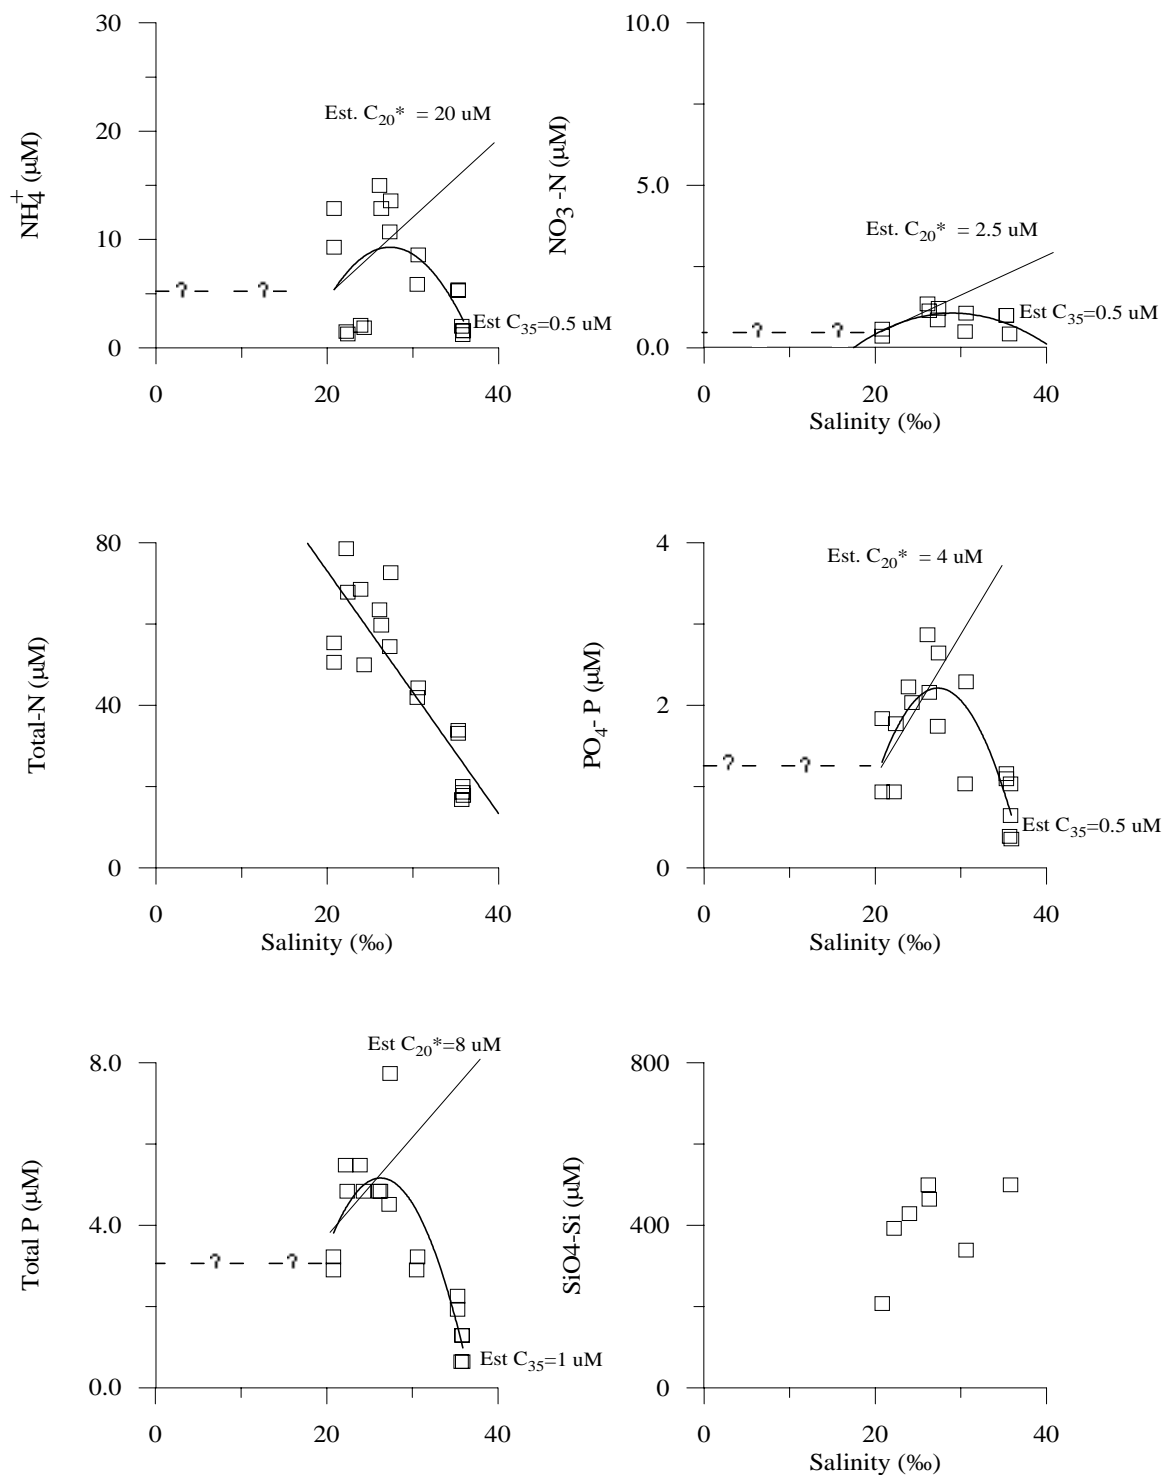 30
20
10
0
NH4+ (μM)
Est. C20* = 20 uM
? ?
Est C35=0.5 uM
0 20 40
10.0
5.0
0.0
NO3 -N (μM)
Est. C20* = 2.5 uM
? ?
Est C35=0.5 uM
0 20 40
Salinity (‰)
80
40
0
Total-N (μM)
0 20 40
Salinity (‰)
4
2
0
PO4- P (μM)
Est. C20* = 4 uM
? ?
Est C35=0.5 uM
0 20 40
Salinity (‰)
8.0
4.0
0.0
Total P (μM)
Est C20*=8 uM
? ?
Est C35=1 uM
0 20 40
800
400
0
SiO4-Si (μM)
0 20 40
Salinity (‰)